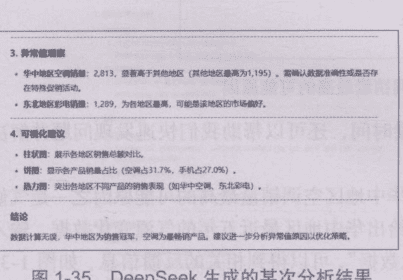 3. 异常值观察
• 华中地区空调销量：2,813，显著高于其他地区（其他地区最高为1,195）。需确认数据准确性或是否存
在特殊促销活动。
• 东北地区彩电销量：1,289，为各地区最高，可能是该地区的市场偏好。
4. 可视化建议
• 柱状图：展示各地区销售总额对比。
• 饼图：显示各产品销量占比（空调占31.7%，手机占27.0%）。
• 热力图：突出各地区不同产品的销售表现（如华中空调、东北彩电）。
结论
数据计算无误，华中地区为销售冠军，空调为最畅销产品。建议进一步分析异常值原因以优化策略。
图 1-35 DeepSeek 生成的某次分析结果